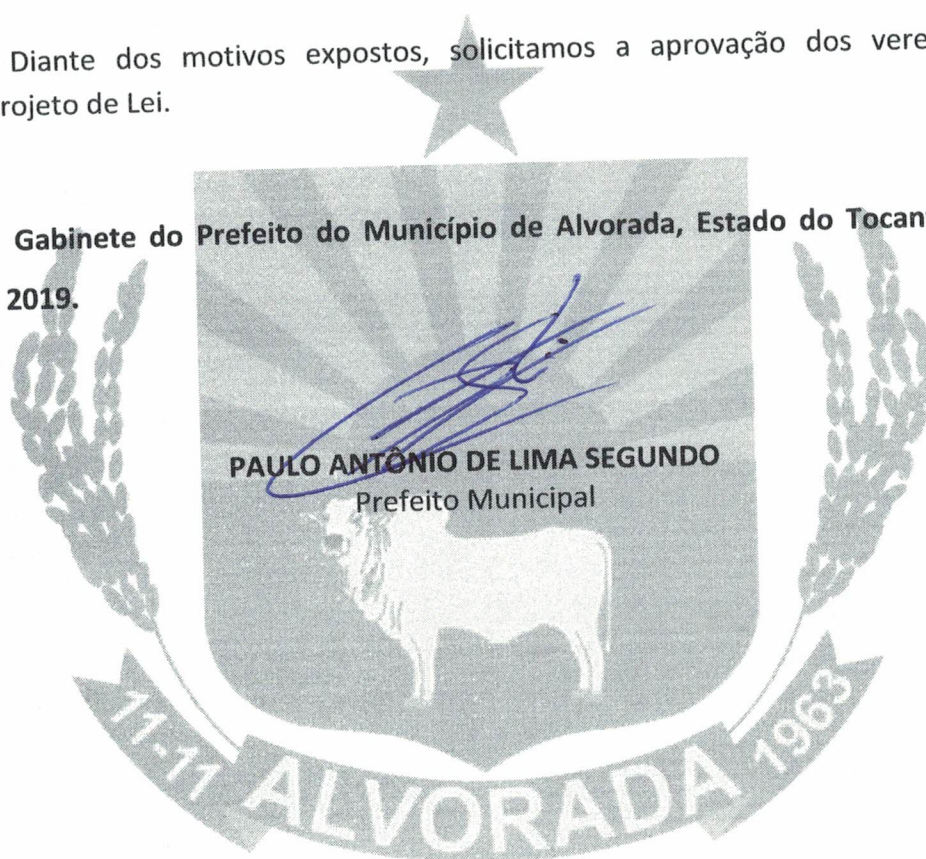 Diante dos motivos expostos, solicitamos a aprovação dos vere
rojeto de Lei.
Gabinete do Prefeito do Município de Alvorada, Estado do Tocan
2019.
PAULO ANTÔNIO DE LIMA SEGUNDO
Prefeito Municipal
11-11 ALVORADA 1963